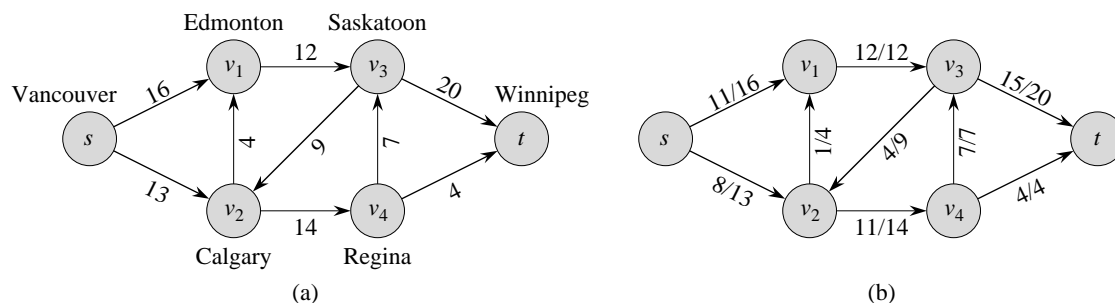 Edmonton Saskatoon
12 12/12
v1 v3 v1 v3
Vancouver 16 20 Winnipeg 11/16 15/20
s 4 9 7 t s 1/4 4/9 7/7 t
13 4 8/13 4/4
v2 v4 v2 v4
14 11/14
Calgary Regina
(a) (b)